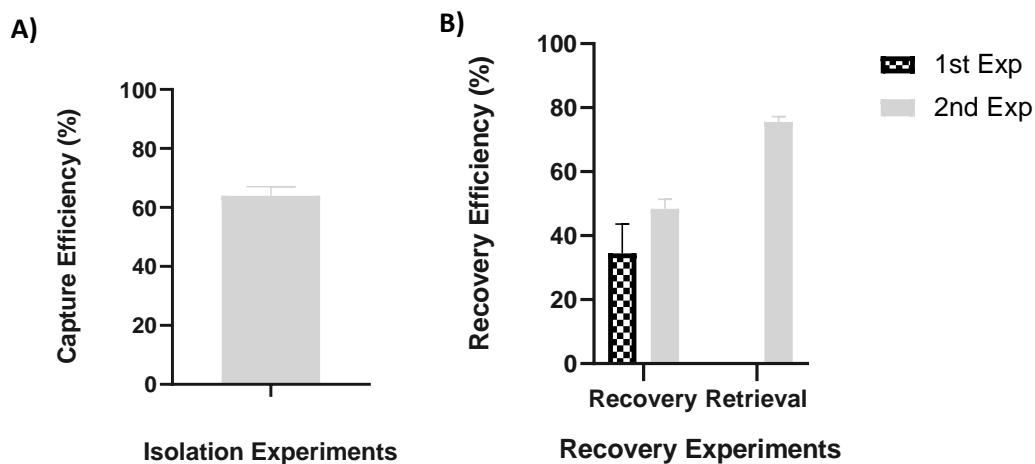 A)
Capture Efficiency (%)
100
80
60
40
20
0
Isolation Experiments
B)
Recovery Efficiency (%)
100
80
60
40
20
0
Recovery Retrieval
Recovery Experiments
1st Exp
2nd Exp